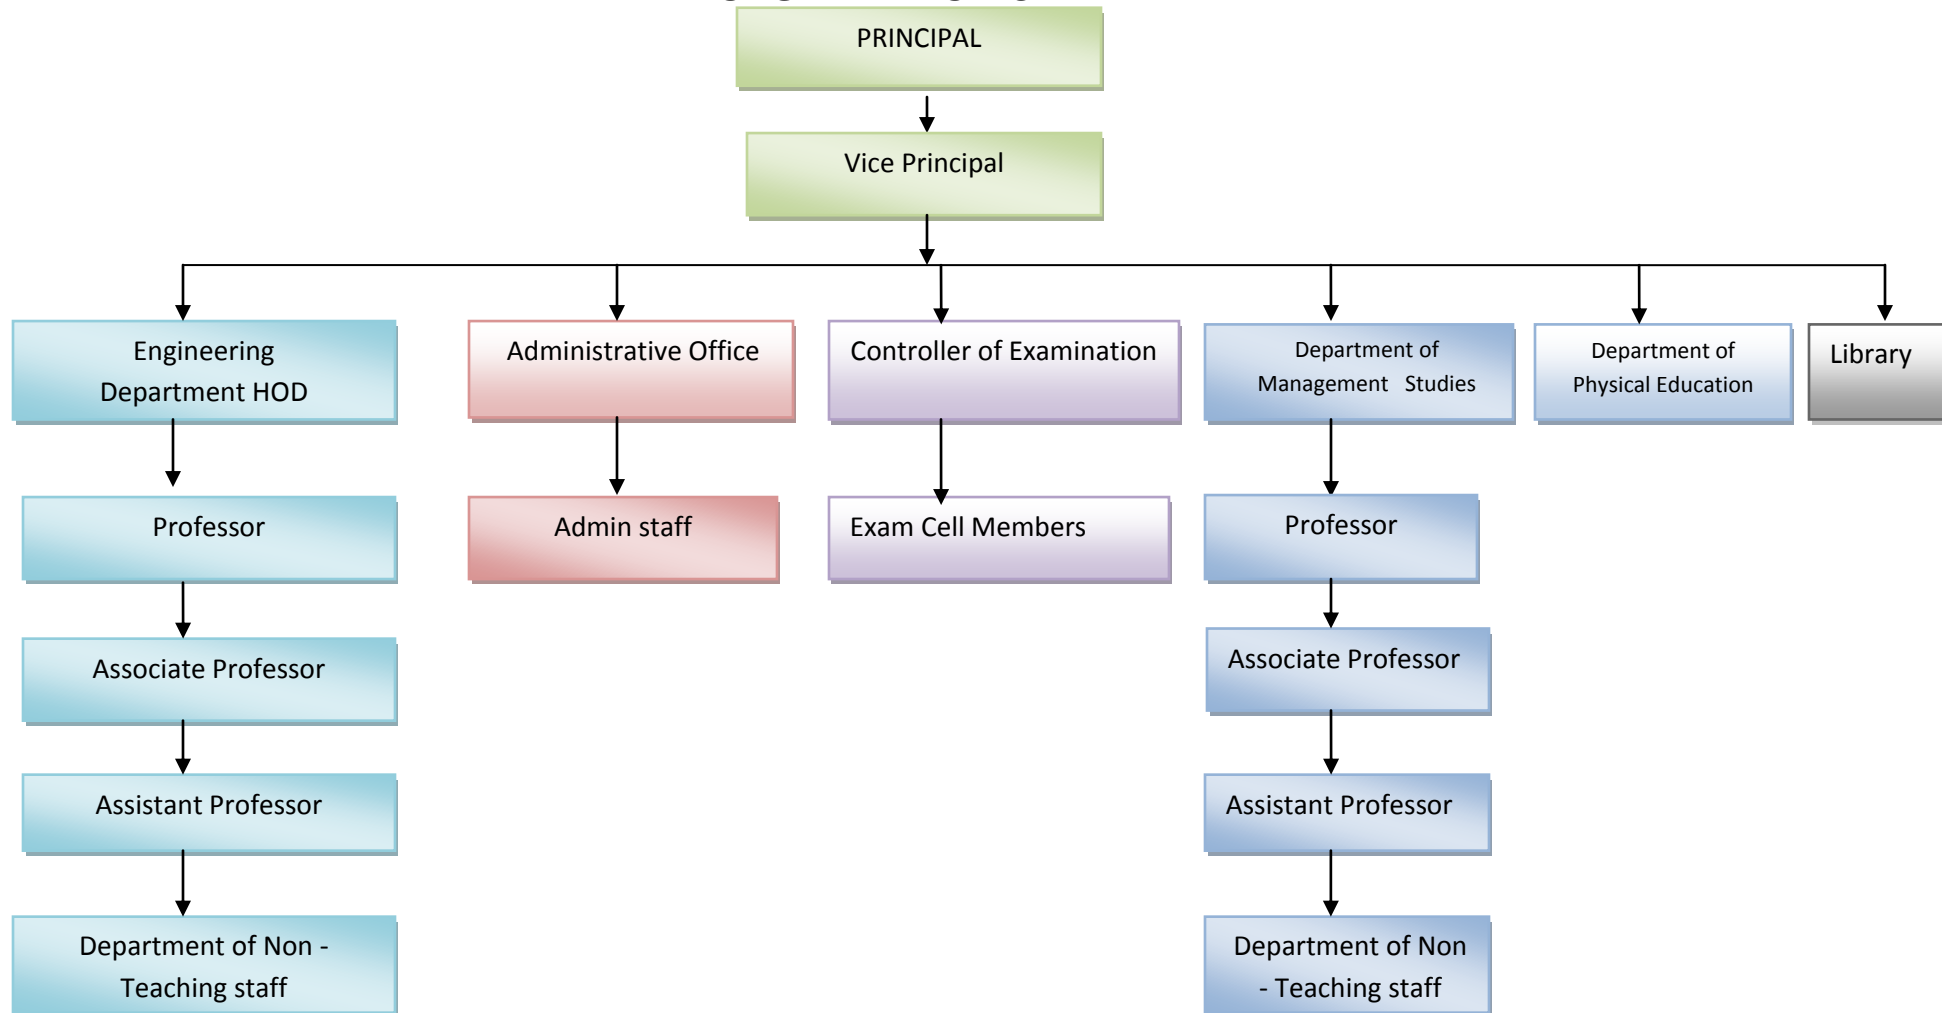 PRINCIPAL
Vice Principal
Engineering
Department HOD
Administrative Office
Controller of Examination
Department of
Management Studies
Department of
Physical Education
Library
Professor
Admin staff
Exam Cell Members
Professor
Associate Professor
Associate Professor
Assistant Professor
Assistant Professor
Department of Non -
Teaching staff
Department of Non
- Teaching staff